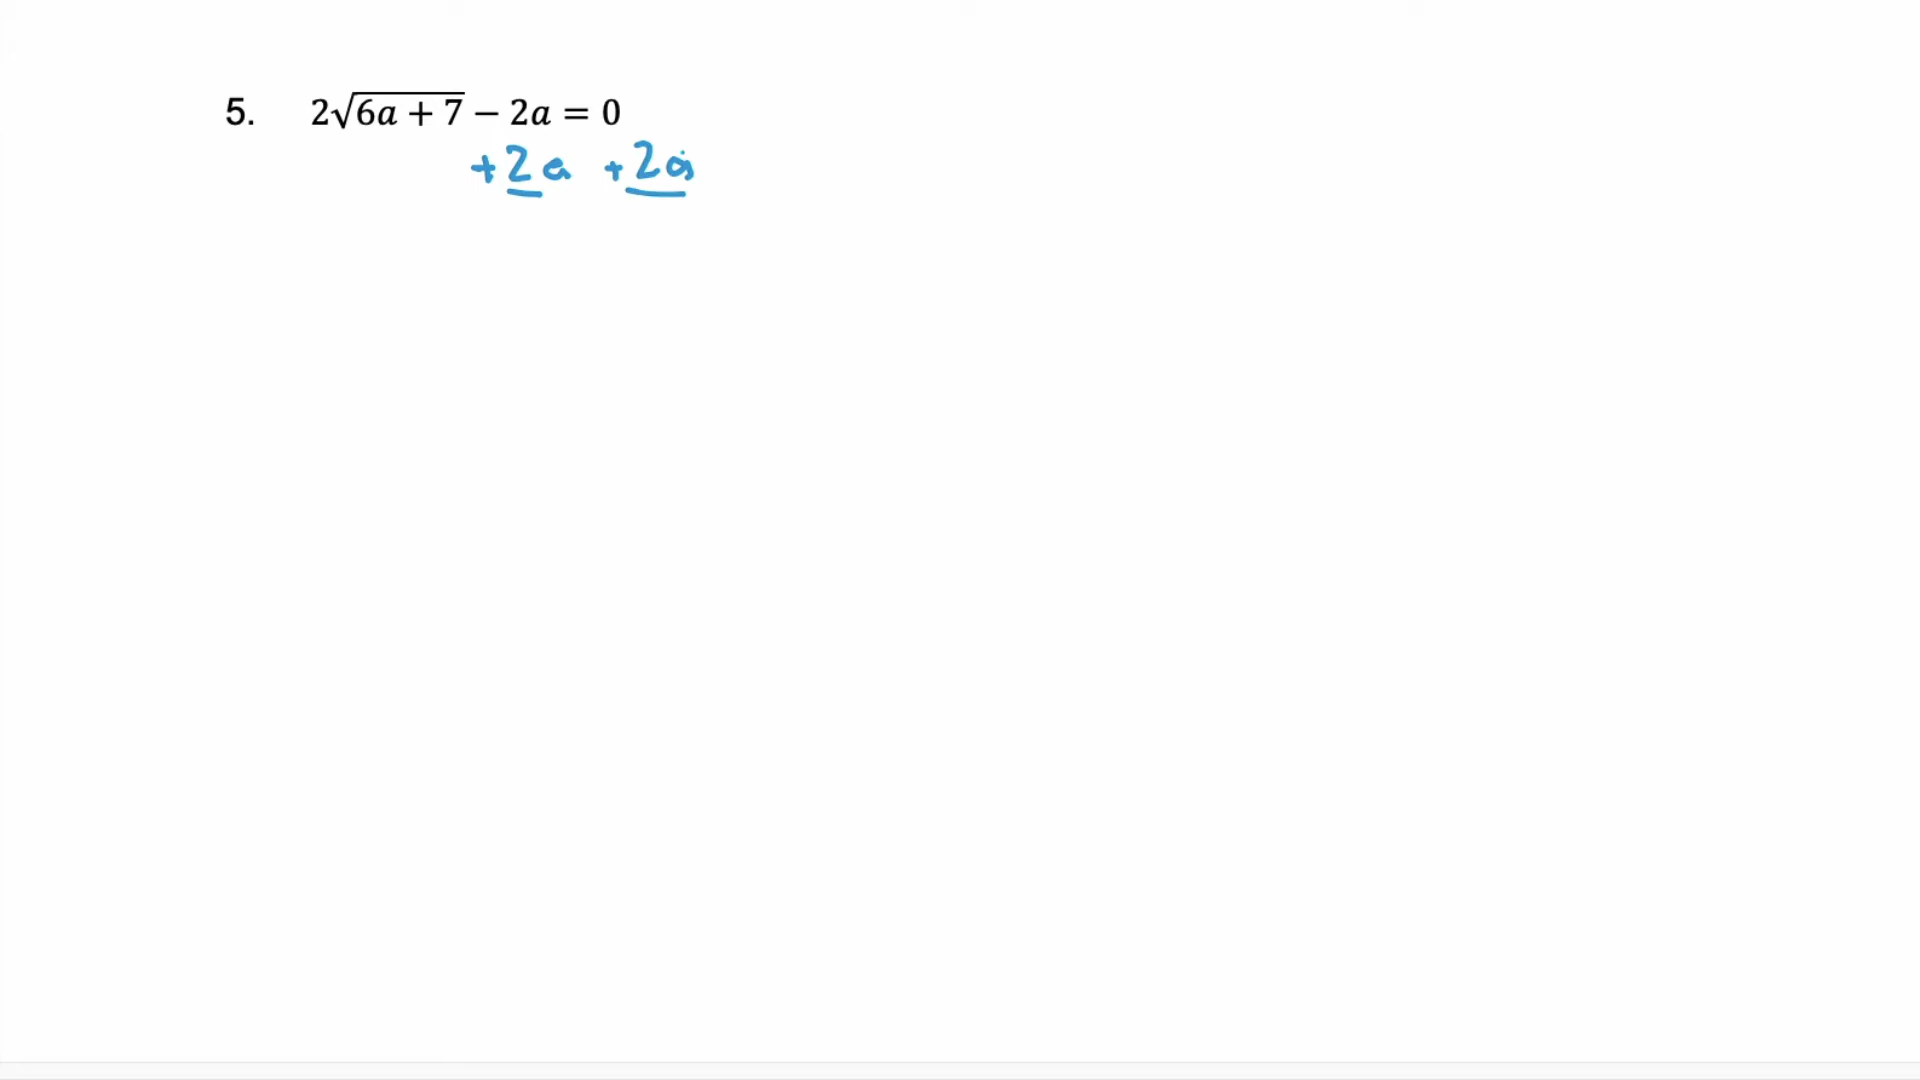 5. 2√(6a + 7) − 2a = 0
+2a +2a